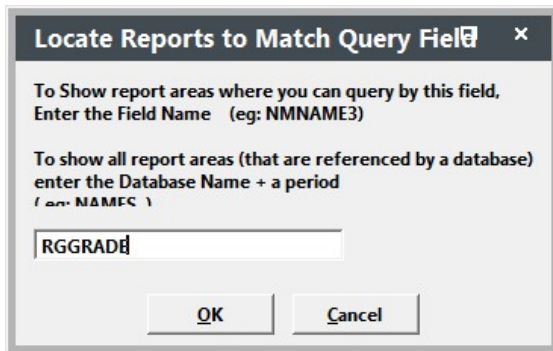 Locate Reports to Match Query Field
To Show report areas where you can query by this field,
Enter the Field Name (eg: NMNAME3)
To show all report areas (that are referenced by a database)
enter the Database Name + a period
( eg: NAMES. )
RGGRADE
OK
Cancel